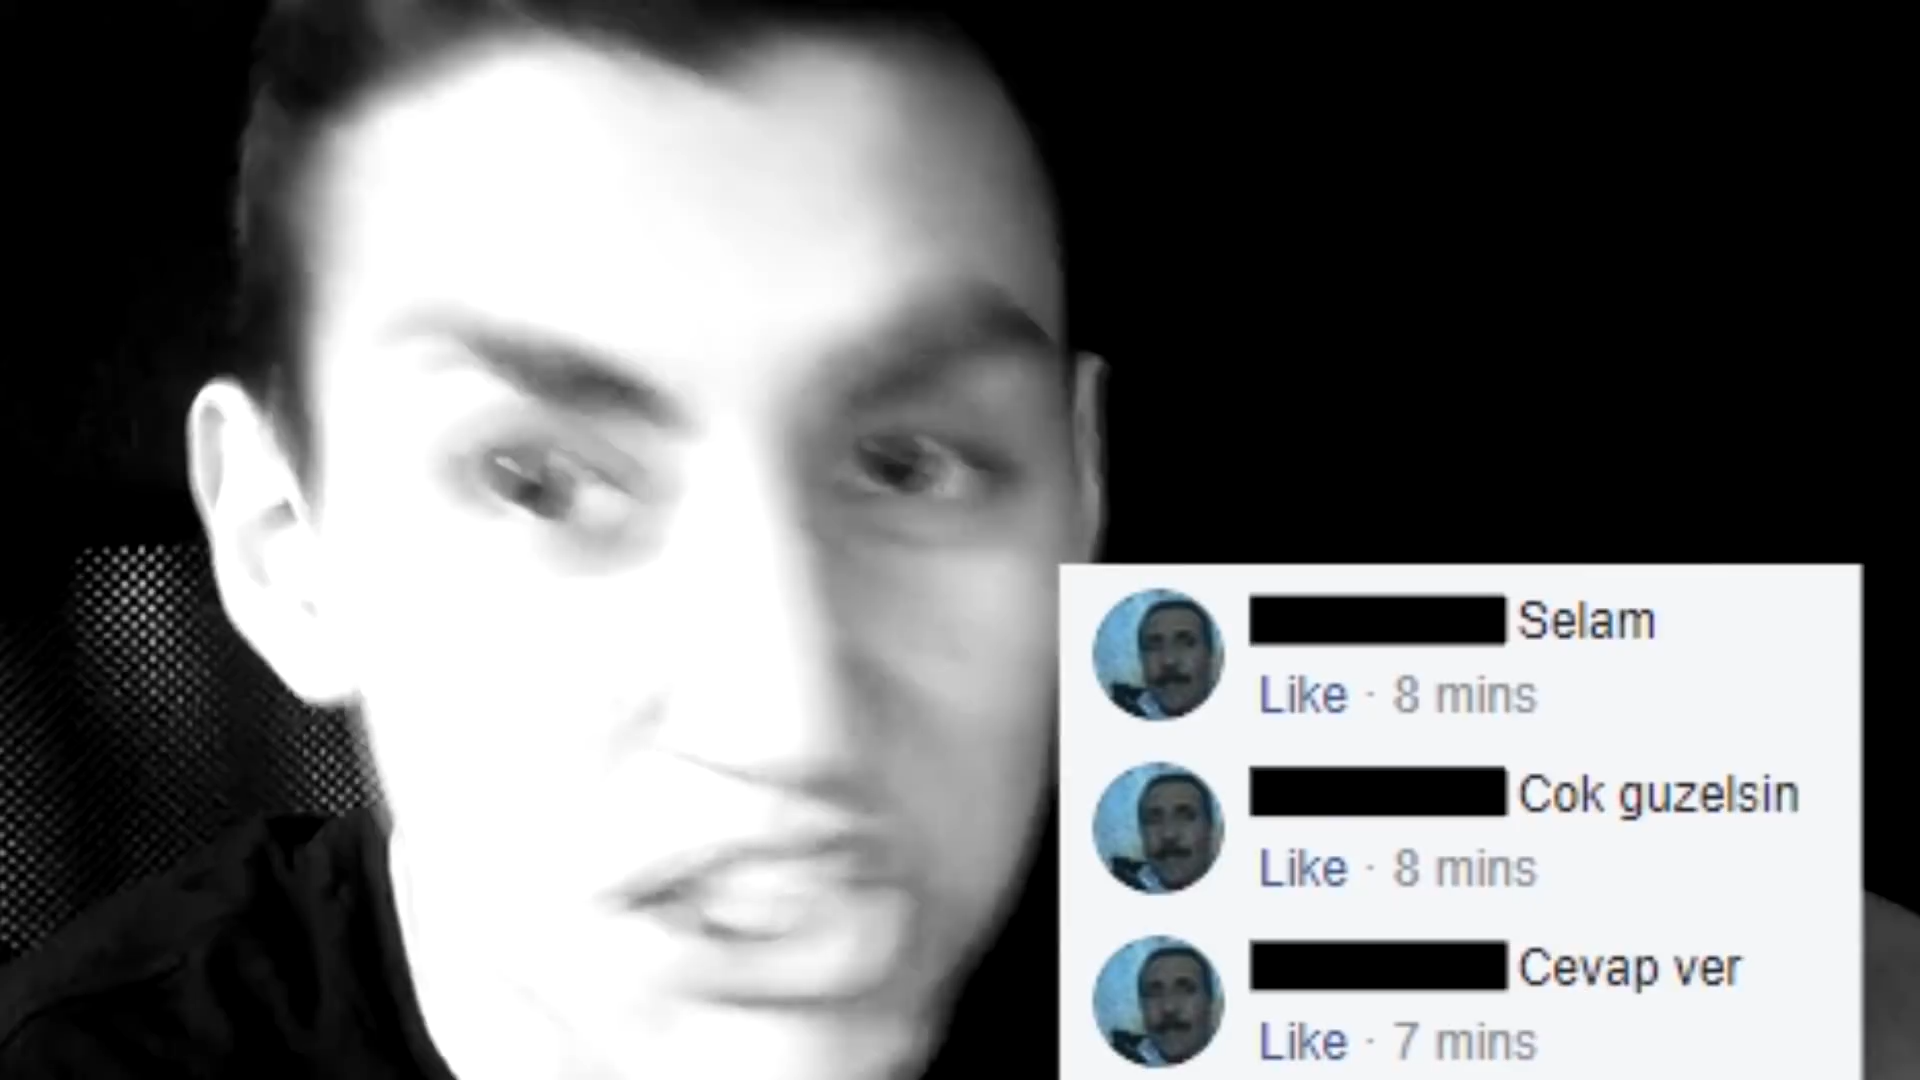 Selam
Like · 8 mins
Cok guzelsin
Like · 8 mins
Cevap ver
Like · 7 mins